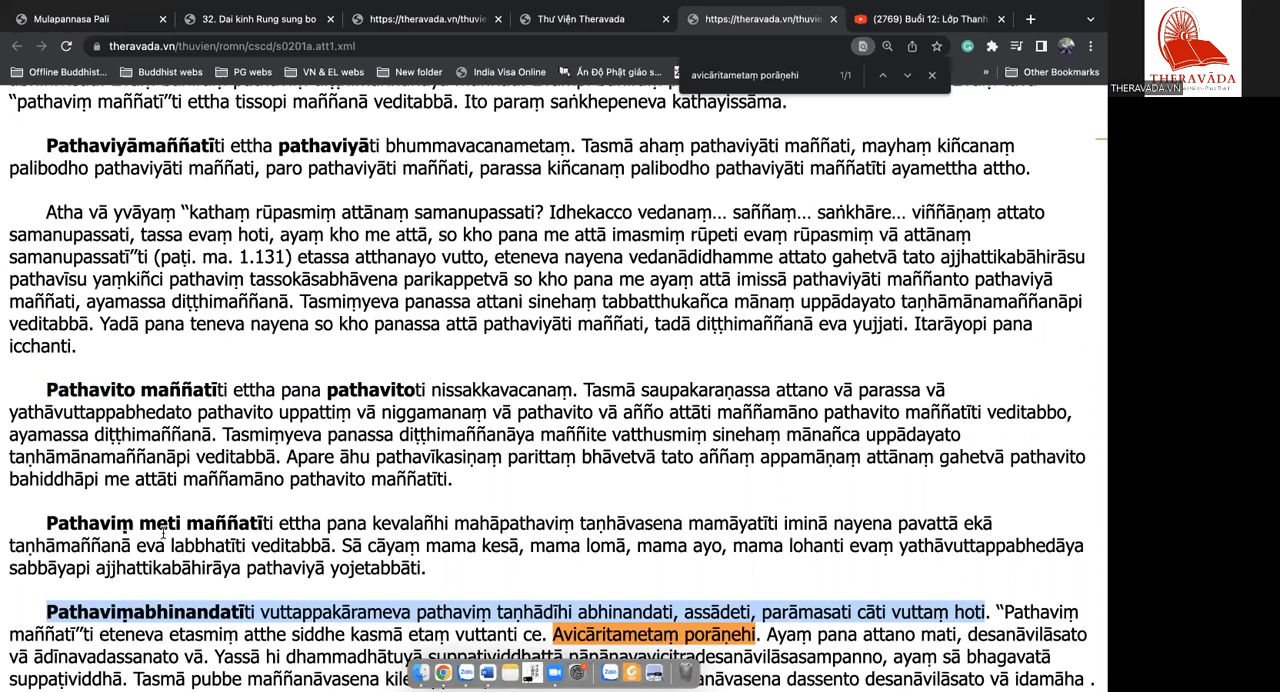 Mulapannasa Pali
32. Dai kinh Rung sung bo
https://theravada.vn/thuvien/
Thư Viện Theravada
https://theravada.vn/thuvien/
(2769) Buổi 12: Lớp Thanh
theravada.vn/thuvien/romn/cscd/s0201a.att1.xml
Offline Buddhist...
Buddhist webs
PG webs
VN & EL webs
New folder
India Visa Online
Ấn Độ Phật giáo s...
avicāritametaṃ porāṇehi
1/1
»
Other Bookmarks
THERAVĀDA
THERAVADA.VN
"pathaviṃ maññatī"ti ettha tissopi maññanā veditabbā. Ito paraṃ saṅkhepeneva kathayissāma.
Pathaviyāmaññatīti ettha pathaviyāti bhummavacanametaṃ. Tasmā ahaṃ pathaviyāti maññati, mayhaṃ kiñcanaṃ
palibodho pathaviyāti maññati, paro pathaviyāti maññati, parassa kiñcanaṃ palibodho pathaviyāti maññatīti ayamettha attho.
Atha vā yvāyaṃ "kathaṃ rūpasmiṃ attānaṃ samanupassati? Idhekacco vedanaṃ... saññaṃ... saṅkhāre... viññāṇaṃ attato
samanupassati, tassa evaṃ hoti, ayaṃ kho me attā, so kho pana me attā imasmiṃ rūpeti evaṃ rūpasmiṃ vā attānaṃ
samanupassatī"ti (paṭi. ma. 1.131) etassa atthanayo vutto, eteneva nayena vedanādidhamme attato gahetvā tato ajjhattikabāhirāsu
pathavīsu yaṃkiñci pathaviṃ tassokāsabhāvena parikappetvā so kho pana me ayaṃ attā imissā pathaviyāti maññanto pathaviyā
maññati, ayamassa diṭṭhimaññanā. Tasmiṃyeva panassa attani sinehaṃ tabbatthukañca mānaṃ uppādayato taṇhāmānamaññanāpi
veditabbā. Yadā pana teneva nayena so kho panassa attā pathaviyāti maññati, tadā diṭṭhimaññanā eva yujjati. Itarāyopi pana
icchanti.
Pathavito maññatīti ettha pana pathavitoti nissakkavacanaṃ. Tasmā saupakaraṇassa attano vā parassa vā
yathāvuttappabhedato pathavito uppattiṃ vā niggamanaṃ vā pathavito vā añño attāti maññamāno pathavito maññatīti veditabbo,
ayamassa diṭṭhimaññanā. Tasmiṃyeva panassa diṭṭhimaññanāya maññite vatthusmiṃ sinehaṃ mānañca uppādayato
taṇhāmānamaññanāpi veditabbā. Apare āhu pathavīkasiṇaṃ parittaṃ bhāvetvā tato aññaṃ appamāṇaṃ attānaṃ gahetvā pathavito
bahiddhāpi me attāti maññamāno pathavito maññatīti.
Pathaviṃ meti maññatīti ettha pana kevalañhi mahāpathaviṃ taṇhāvasena mamāyatīti iminā nayena pavattā ekā
taṇhāmaññanā eva labbhatīti veditabbā. Sā cāyaṃ mama kesā, mama lomā, mama ayo, mama lohanti evaṃ yathāvuttappabhedāya
sabbāyapi ajjhattikabāhirāya pathaviyā yojetabbāti.
Pathaviṃabhinandatīti vuttappakārameva pathaviṃ taṇhādīhi abhinandati, assādeti, parāmasati cāti vuttaṃ hoti. "Pathaviṃ
maññatī"ti eteneva etasmiṃ atthe siddhe kasmā etaṃ vuttanti ce. Avicāritametaṃ porāṇehi. Ayaṃ pana attano mati, desanāvilāsato
vā ādīnavadassanato vā. Yassā hi dhammadhātuyā suppaṭividdhattā nānānayavicitradesanāvilāsasampanno, ayaṃ sā bhagavatā
suppaṭividdhā. Tasmā pubbe maññanāvasena kile anāvasena dassento desanāvilāsato vā idamāha .